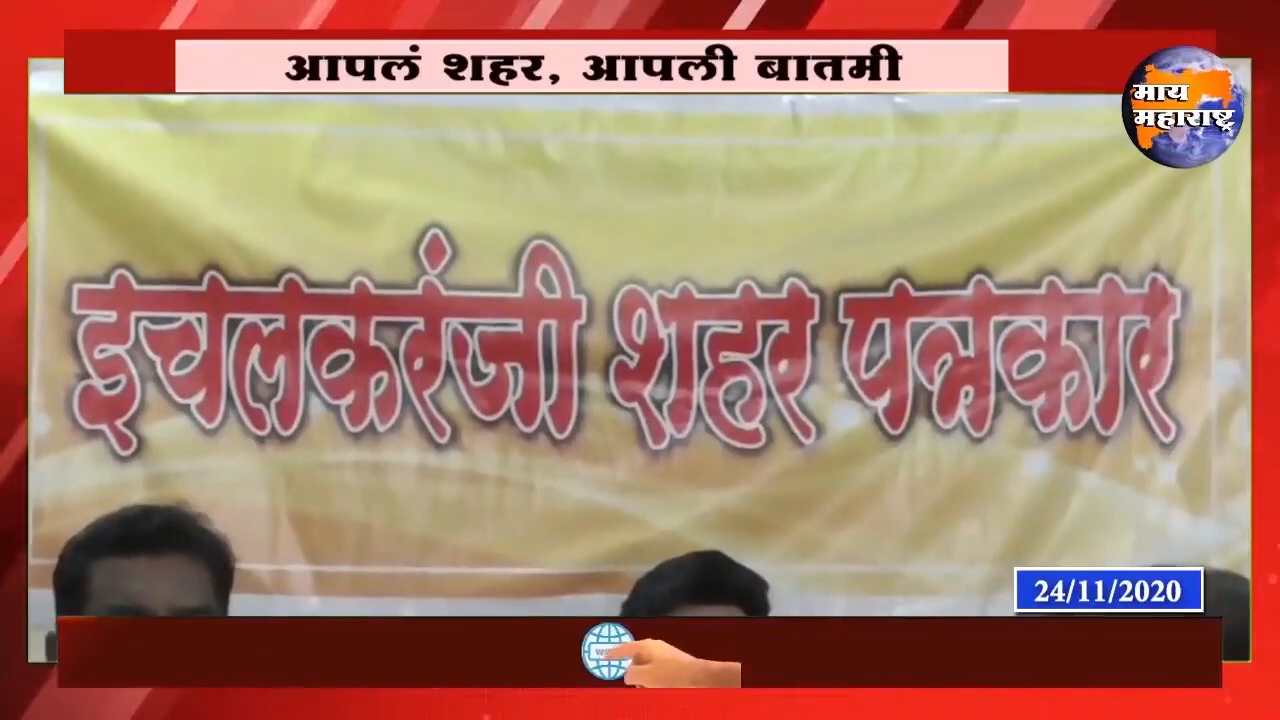 आपलं शहर, आपली बातमी
माय
महाराष्ट्र
इचलकरंजी शहर पत्रकार
24/11/2020